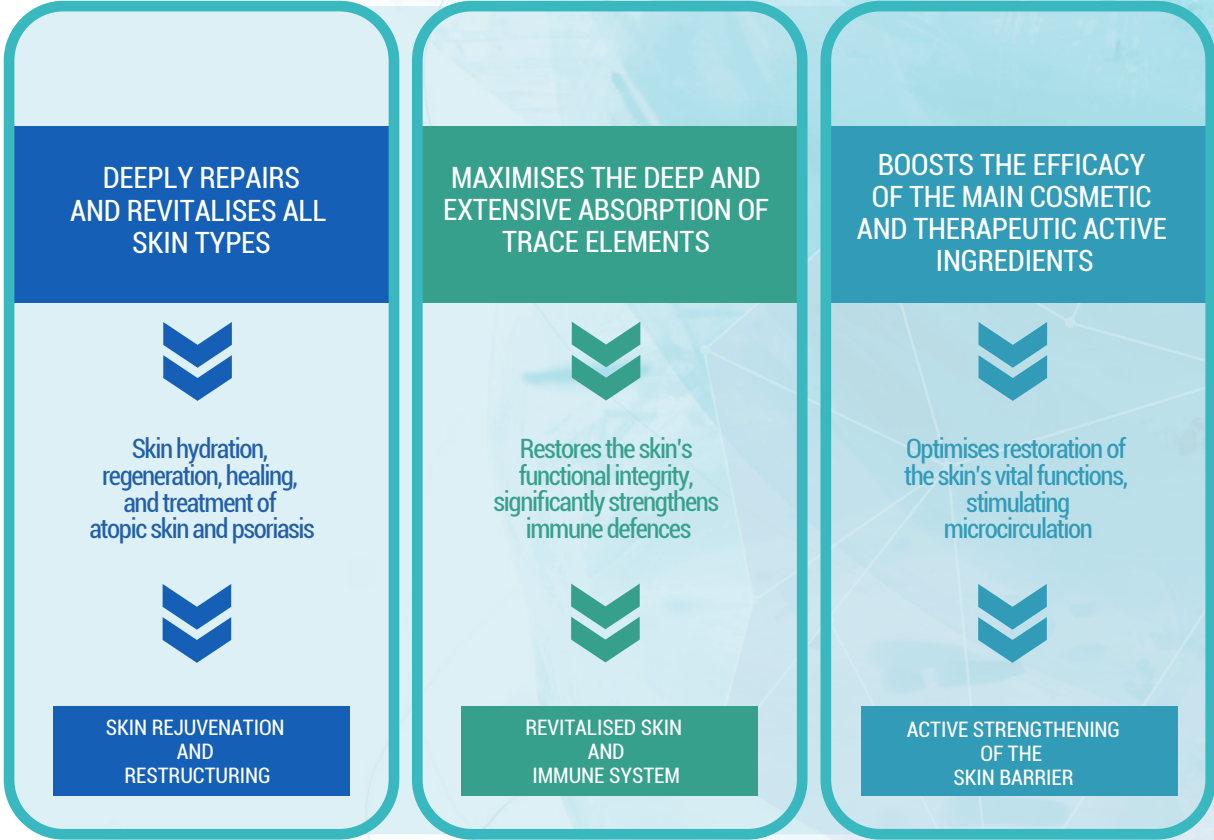 DEEPLY REPAIRS
AND REVITALISES ALL
SKIN TYPES
Skin hydration,
regeneration, healing,
and treatment of
atopic skin and psoriasis
SKIN REJUVENATION
AND
RESTRUCTURING
MAXIMISES THE DEEP AND
EXTENSIVE ABSORPTION OF
TRACE ELEMENTS
Restores the skin's
functional integrity,
significantly strengthens
immune defences
REVITALISED SKIN
AND
IMMUNE SYSTEM
BOOSTS THE EFFICACY
OF THE MAIN COSMETIC
AND THERAPEUTIC ACTIVE
INGREDIENTS
Optimises restoration of
the skin's vital functions,
stimulating
microcirculation
ACTIVE STRENGTHENING
OF THE
SKIN BARRIER